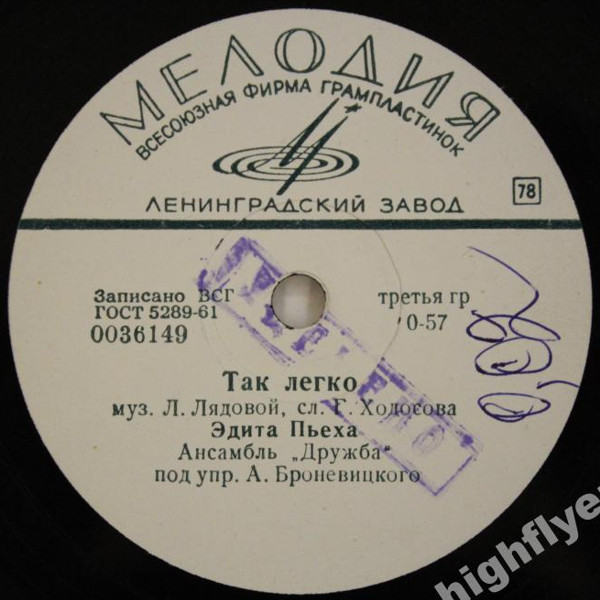 МЕЛОДИЯ
ВСЕСОЮЗНАЯ ФИРМА ГРАМПЛАСТИНОК
ЛЕНИНГРАДСКИЙ ЗАВОД
78
Записано ВСГ
ГОСТ 5289-61
0036149
третья гр
0-57
Так легко
муз. Л. Лядовой, сл. Г. Ходосова
Эдита Пьеха
Ансамбль „Дружба"
под упр. А. Броневицкого
highflye